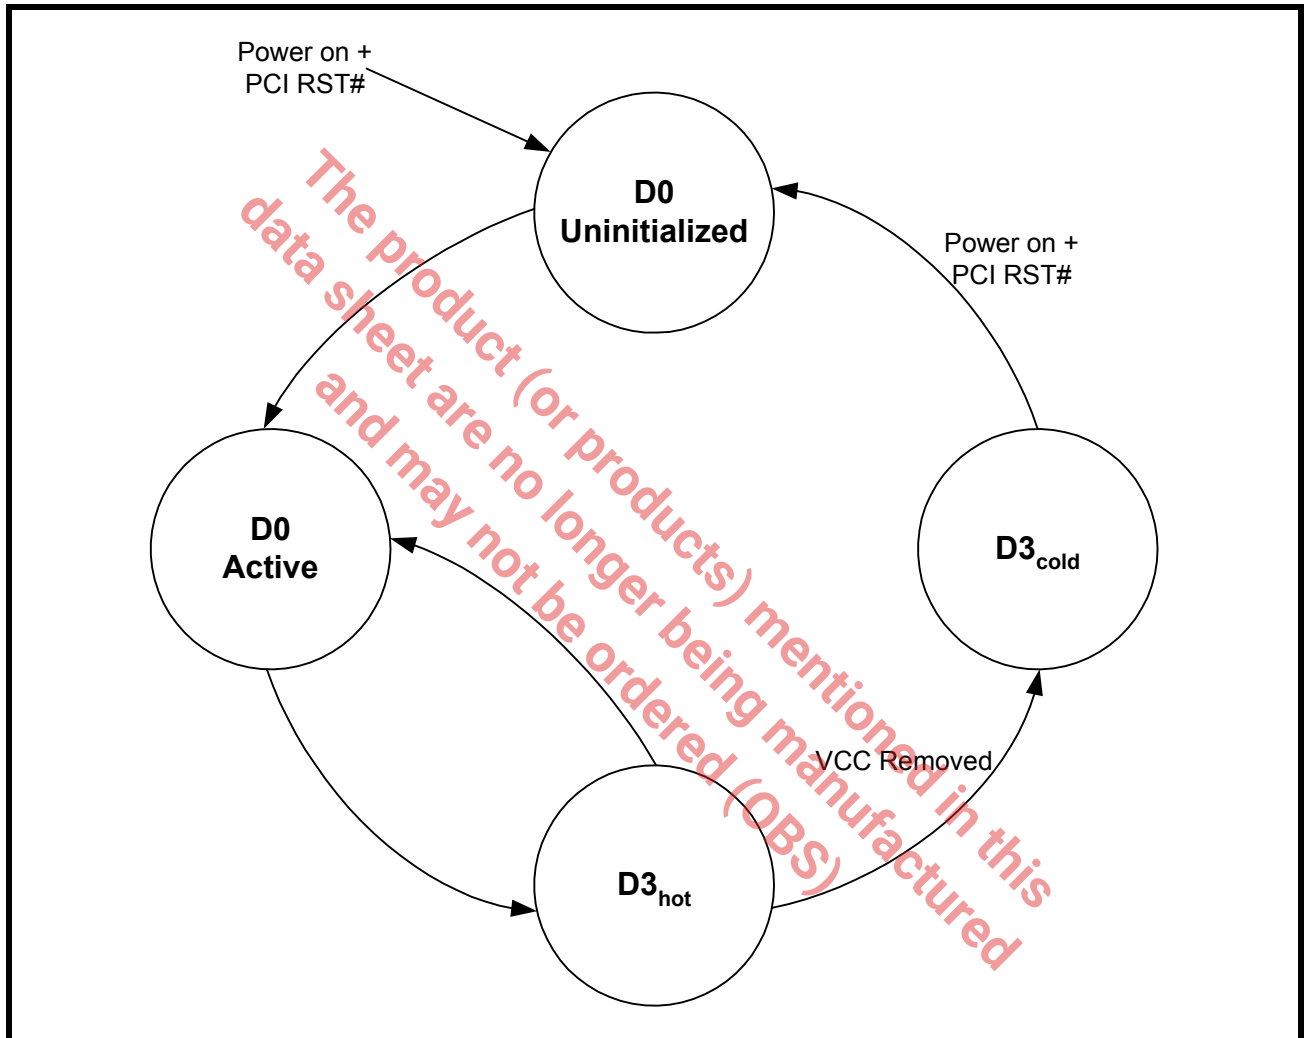 Power on +
PCI RST#
D0
Uninitialized
Power on +
PCI RST#
D0
Active
D3cold
VCC Removed
D3hot
The product (or products) mentioned in this
data sheet are no longer being manufactured
and may not be ordered (OBS)